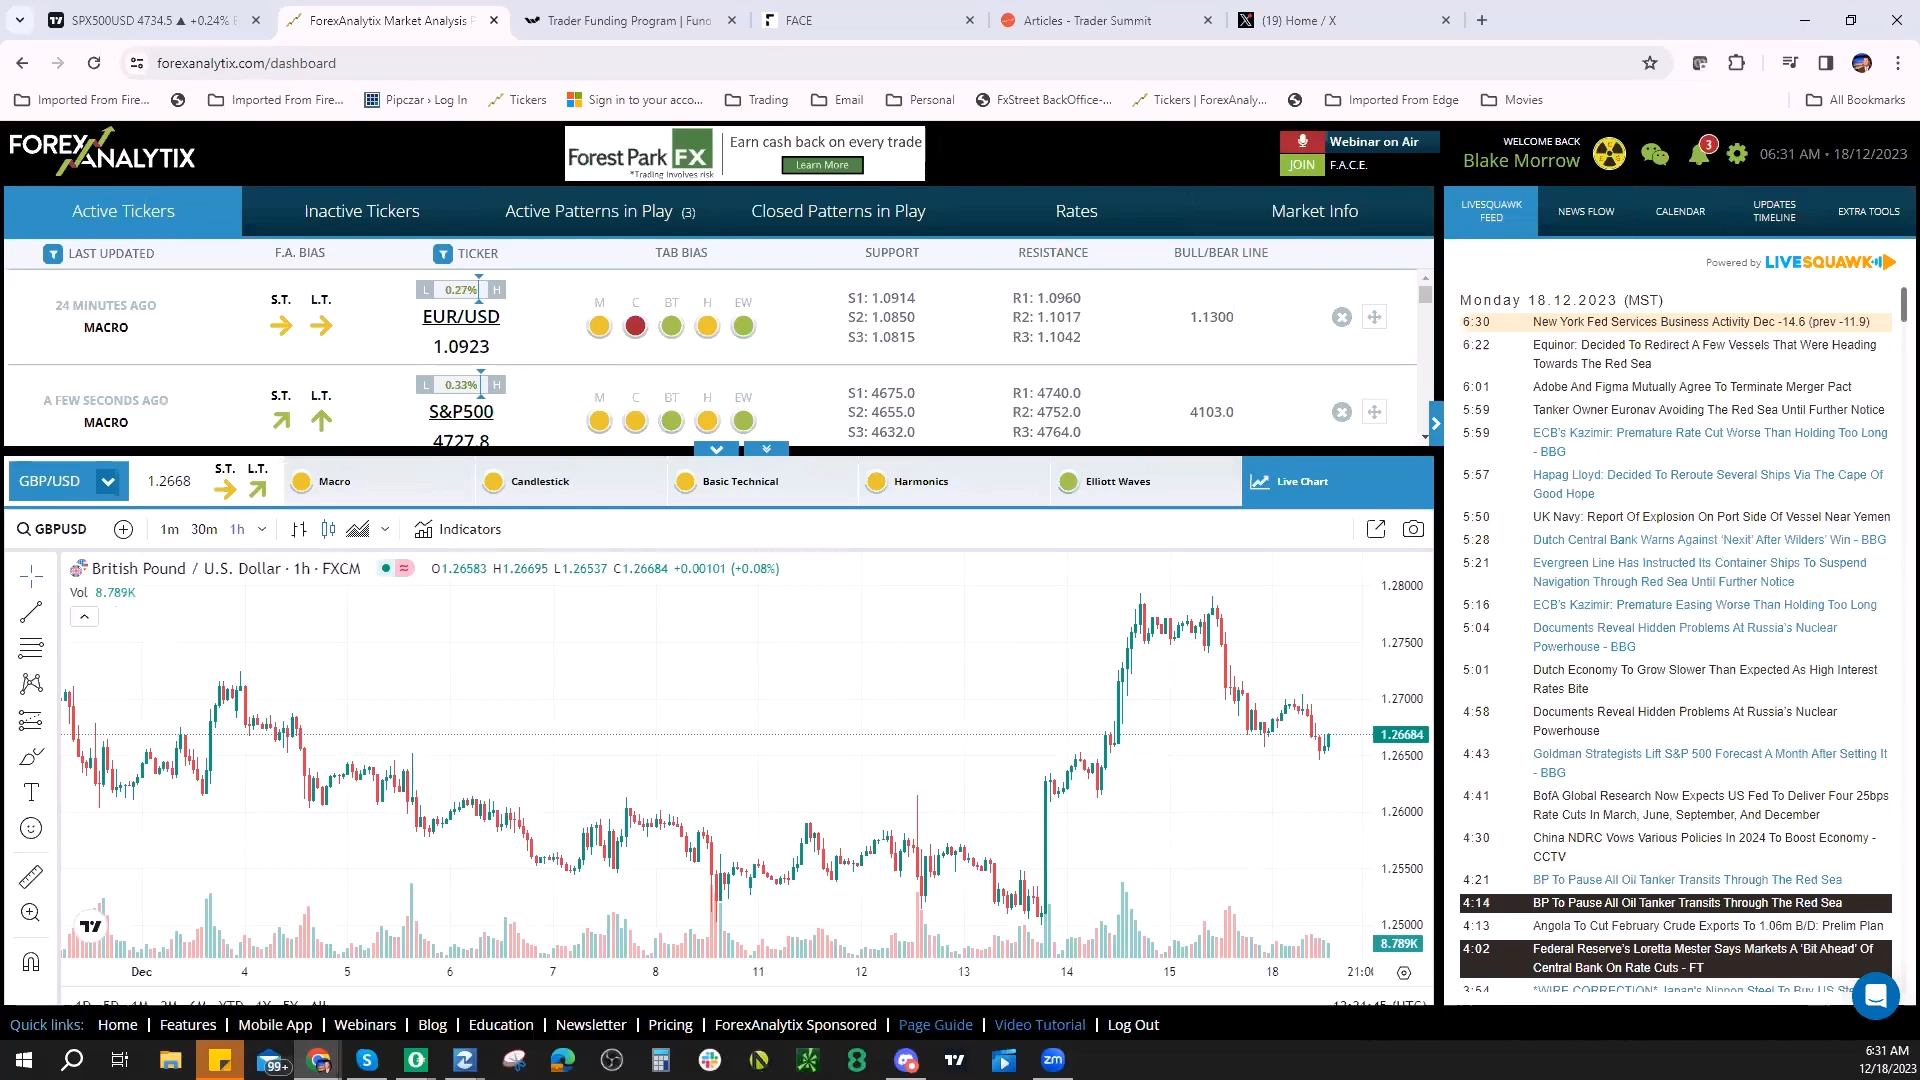 SPX500USD 4734.5 ▲ +0.24%
ForexAnalytix Market Analysis
Trader Funding Program | Fund
FACE
Articles - Trader Summit
(19) Home / X
forexanalytix.com/dashboard
Imported From Fire...
Imported From Fire...
Pipczar › Log In
Tickers
Sign in to your acco...
Trading
Email
Personal
FxStreet BackOffice-...
Tickers | ForexAnaly...
Imported From Edge
Movies
All Bookmarks
FOREX ANALYTIX
Forest Park FX
*Trading involves risk
Earn cash back on every trade
Learn More
Webinar on Air
JOIN F.A.C.E.
WELCOME BACK
Blake Morrow
3
06:31 AM • 18/12/2023
Active Tickers
Inactive Tickers
Active Patterns in Play (3)
Closed Patterns in Play
Rates
Market Info
LAST UPDATED
F.A. BIAS
TICKER
TAB BIAS
SUPPORT
RESISTANCE
BULL/BEAR LINE
24 MINUTES AGO
MACRO
S.T. L.T.
L 0.27% H
EUR/USD
1.0923
M C BT H EW
S1: 1.0914
S2: 1.0850
S3: 1.0815
R1: 1.0960
R2: 1.1017
R3: 1.1042
1.1300
A FEW SECONDS AGO
MACRO
S.T. L.T.
L 0.33% H
S&P500
4727.8
M C BT H EW
S1: 4675.0
S2: 4655.0
S3: 4632.0
R1: 4740.0
R2: 4752.0
R3: 4764.0
4103.0
GBP/USD
1.2668
S.T. L.T.
Macro
Candlestick
Basic Technical
Harmonics
Elliott Waves
Live Chart
GBPUSD
1m 30m 1h
Indicators
British Pound / U.S. Dollar · 1h · FXCM
O1.26583 H1.26695 L1.26537 C1.26684 +0.00101 (+0.08%)
Vol 8.789K
1.28000
1.27500
1.27000
1.26684
1.26500
1.26000
1.25500
1.25000
8.789K
Dec 4 5 6 7 8 11 12 13 14 15 18 21:00
1D 5D 1M 3M 6M YTD 1Y 5Y All
LIVESQUAWK FEED
NEWS FLOW
CALENDAR
UPDATES TIMELINE
EXTRA TOOLS
Powered by LIVESQUAWK
Monday 18.12.2023 (MST)
6:30 New York Fed Services Business Activity Dec -14.6 (prev -11.9)
6:22 Equinor: Decided To Redirect A Few Vessels That Were Heading
Towards The Red Sea
6:01 Adobe And Figma Mutually Agree To Terminate Merger Pact
5:59 Tanker Owner Euronav Avoiding The Red Sea Until Further Notice
5:59 ECB's Kazimir: Premature Rate Cut Worse Than Holding Too Long
- BBG
5:57 Hapag Lloyd: Decided To Reroute Several Ships Via The Cape Of
Good Hope
5:50 UK Navy: Report Of Explosion On Port Side Of Vessel Near Yemen
5:28 Dutch Central Bank Warns Against 'Nexit' After Wilders' Win - BBG
5:21 Evergreen Line Has Instructed Its Container Ships To Suspend
Navigation Through Red Sea Until Further Notice
5:16 ECB's Kazimir: Premature Easing Worse Than Holding Too Long
5:04 Documents Reveal Hidden Problems At Russia's Nuclear
Powerhouse - BBG
5:01 Dutch Economy To Grow Slower Than Expected As High Interest
Rates Bite
4:58 Documents Reveal Hidden Problems At Russia's Nuclear
Powerhouse
4:43 Goldman Strategists Lift S&P 500 Forecast A Month After Setting It
- BBG
4:41 BofA Global Research Now Expects US Fed To Deliver Four 25bps
Rate Cuts In March, June, September, And December
4:30 China NDRC Vows Various Policies In 2024 To Boost Economy -
CCTV
4:21 BP To Pause All Oil Tanker Transits Through The Red Sea
4:14 BP To Pause All Oil Tanker Transits Through The Red Sea
4:13 Angola To Cut February Crude Exports To 1.06m B/D: Prelim Plan
4:02 Federal Reserve's Loretta Mester Says Markets A 'Bit Ahead' Of
Central Bank On Rate Cuts - FT
3:54 *WIRE CORRECTION* Japan's Nippon Steel To Buy US
Quick links: Home | Features | Mobile App | Webinars | Blog | Education | Newsletter | Pricing | ForexAnalytix Sponsored | Page Guide | Video Tutorial | Log Out
99+
zm
6:31 AM
12/18/2023